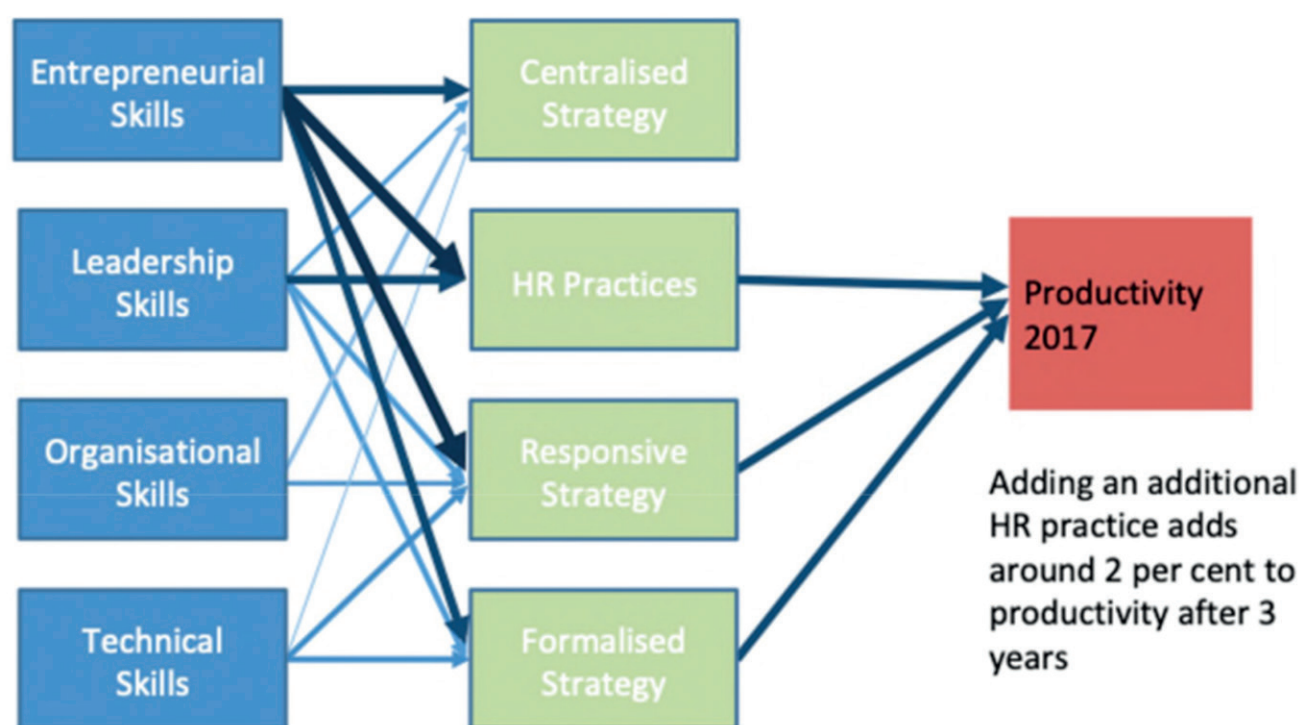 Entrepreneurial
Skills
Centralised
Strategy
Leadership
Skills
HR Practices
Productivity
2017
Organisational
Skills
Responsive
Strategy
Adding an additional
HR practice adds
around 2 per cent to
productivity after 3
years
Technical
Skills
Formalised
Strategy